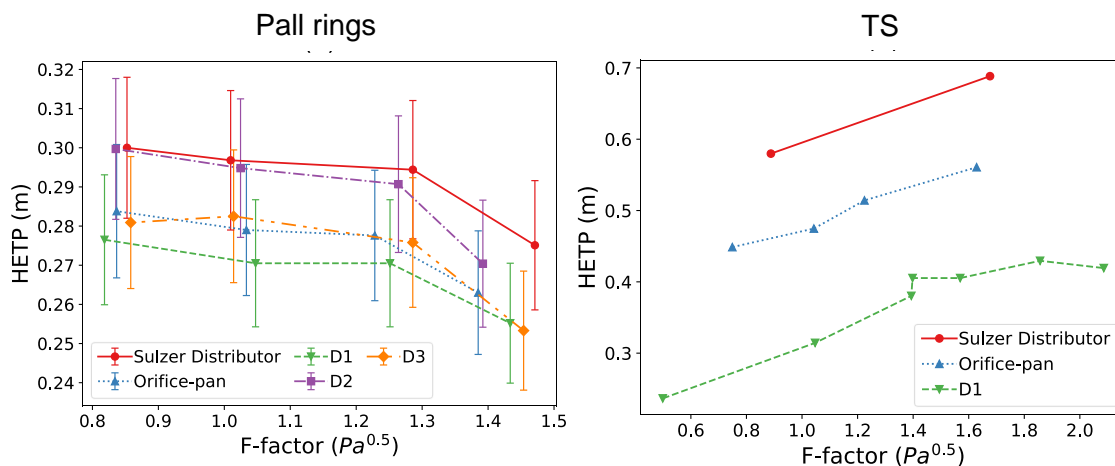 Pall rings
HETP (m)
0.32
0.31
0.30
0.29
0.28
0.27
0.26
0.25
0.24
Sulzer Distributor
Orifice-pan
D1
D2
D3
0.8 0.9 1.0 1.1 1.2 1.3 1.4 1.5
F-factor (Pa^0.5)
TS
HETP (m)
0.7
0.6
0.5
0.4
0.3
Sulzer Distributor
Orifice-pan
D1
0.6 0.8 1.0 1.2 1.4 1.6 1.8 2.0
F-factor (Pa^0.5)